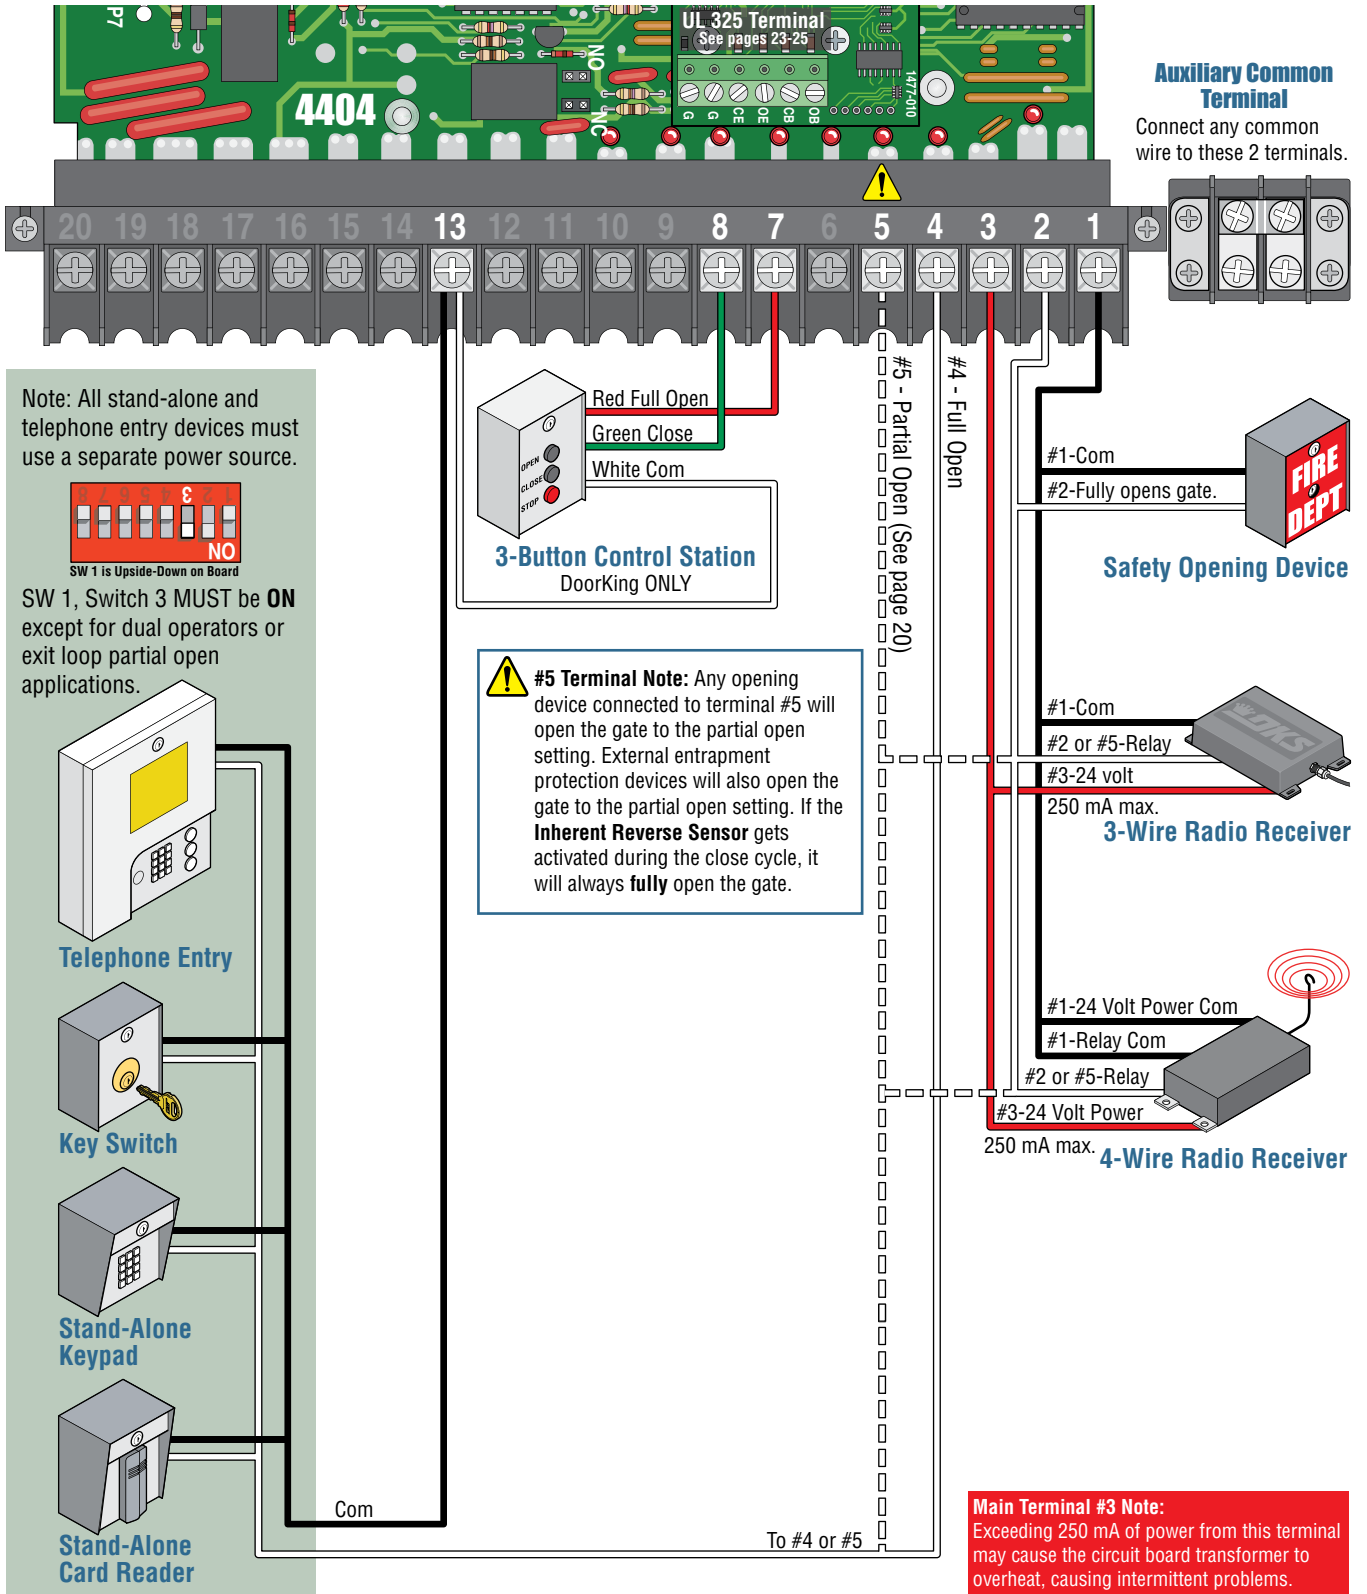 P7
4404
NO
NC
UL 325 Terminal
See pages 23-25
G G CE OE CB OB
1477-010
Auxiliary Common
Terminal
Connect any common
wire to these 2 terminals.
20 19 18 17 16 15 14 13 12 11 10 9 8 7 6 5 4 3 2 1
Note: All stand-alone and
telephone entry devices must
use a separate power source.
8 7 6 5 4 3 2 1
NO
SW 1 is Upside-Down on Board
SW 1, Switch 3 MUST be ON
except for dual operators or
exit loop partial open
applications.
Telephone Entry
Key Switch
Stand-Alone
Keypad
Stand-Alone
Card Reader
Com
OPEN
CLOSE
STOP
Red Full Open
Green Close
White Com
3-Button Control Station
DoorKing ONLY
#5 Terminal Note: Any opening
device connected to terminal #5 will
open the gate to the partial open
setting. External entrapment
protection devices will also open the
gate to the partial open setting. If the
Inherent Reverse Sensor gets
activated during the close cycle, it
will always fully open the gate.
#5 - Partial Open (See page 20)
#4 - Full Open
To #4 or #5
#1-Com
#2-Fully opens gate.
FIRE
DEPT
Safety Opening Device
#1-Com
#2 or #5-Relay
#3-24 volt
250 mA max.
DKS
3-Wire Radio Receiver
#1-24 Volt Power Com
#1-Relay Com
#2 or #5-Relay
#3-24 Volt Power
250 mA max.
4-Wire Radio Receiver
Main Terminal #3 Note:
Exceeding 250 mA of power from this terminal
may cause the circuit board transformer to
overheat, causing intermittent problems.